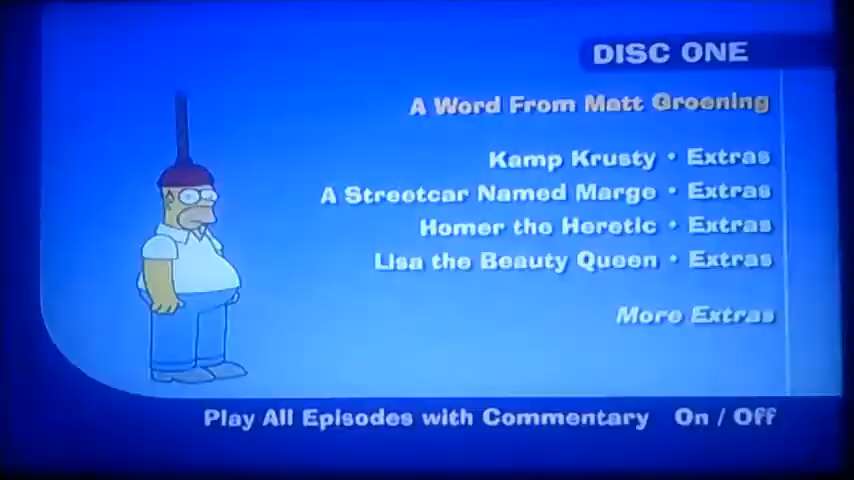 DISC ONE
A Word From Matt Groening
Kamp Krusty • Extras
A Streetcar Named Marge • Extras
Homer the Heretic • Extras
Lisa the Beauty Queen • Extras
More Extras
Play All Episodes with Commentary On / Off